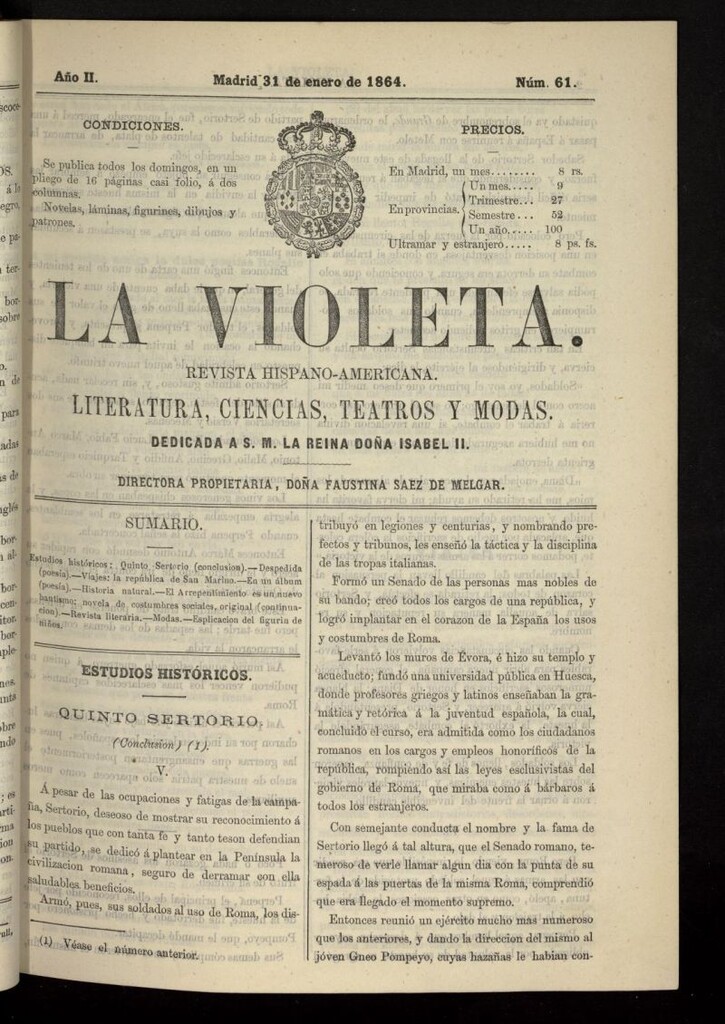 Año II.
Madrid 31 de enero de 1864.
Núm. 61.
CONDICIONES.
Se publica todos los domingos, en un
pliego de 16 páginas casi folio, á dos
columnas.
Novelas, láminas, figurines, dibujos y
patrones.
PRECIOS.
En Madrid, un mes........ 8 rs.
En provincias.
Un mes..... 9
Trimestre... 27
Semestre... 52
Un año..... 100
Ultramar y estranjero..... 8 ps. fs.
LA VIOLETA.
REVISTA HISPANO-AMERICANA.
LITERATURA, CIENCIAS, TEATROS Y MODAS.
DEDICADA A S. M. LA REINA DOÑA ISABEL II.
DIRECTORA PROPIETARIA, DOÑA FAUSTINA SAEZ DE MELGAR.
SUMARIO.
Estudios históricos: Quinto Sertorio (conclusion).—Despedida
(poesía).—Viajes: la república de San Marino.—En un álbum
(poesía).—Historia natural.—El Arrepentimiento es un nuevo
bautismo; novela de costumbres sociales, original (continua-
cion).—Revista literaria.—Modas.—Esplicacion del figurin de
niños.
ESTUDIOS HISTÓRICOS.
QUINTO SERTORIO.
(Conclusion) (1).
V.
Á pesar de las ocupaciones y fatigas de la campa-
ña, Sertorio, deseoso de mostrar su reconocimiento á
los pueblos que con tanta fe y tanto teson defendian
su partido, se dedicó á plantear en la Península la
civilizacion romana, seguro de derramar con ella
saludables beneficios.
Armó, pues, sus soldados al uso de Roma, los dis-
(1) Véase el número anterior.
tribuyó en legiones y centurias, y nombrando pre-
fectos y tribunos, les enseñó la táctica y la disciplina
de las tropas italianas.
Formó un Senado de las personas mas nobles de
su bando; creó todos los cargos de una república, y
logró implantar en el corazon de la España los usos
y costumbres de Roma.
Levantó los muros de Évora, é hizo su templo y
acueducto; fundó una universidad pública en Huesca,
donde profesores griegos y latinos enseñaban la gra-
mática y retórica á la juventud española, la cual,
concluido el curso, era admitida como los ciudadanos
romanos en los cargos y empleos honoríficos de la
república, rompiendo así las leyes esclusivistas del
gobierno de Roma, que miraba como á bárbaros á
todos los estranjeros.
Con semejante conducta el nombre y la fama de
Sertorio llegó á tal altura, que el Senado romano, te-
meroso de verle llamar algun dia con la punta de su
espada á las puertas de la misma Roma, comprendió
que era llegado el momento supremo.
Entonces reunió un ejército mucho mas numeroso
que los anteriores, y dando la direccion del mismo al
jóven Gneo Pompeyo, cuyas hazañas le habian con-